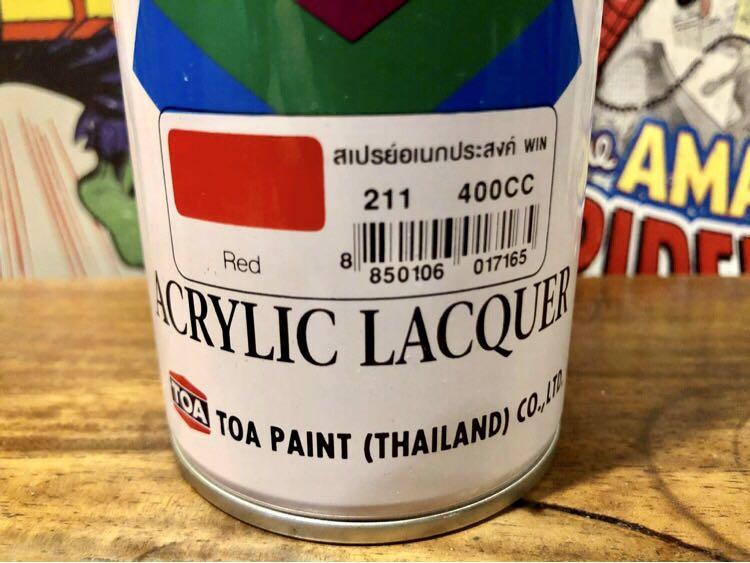 สเปรย์อเนกประสงค์ WIN
211 400CC
Red
8 850106 017165
ACRYLIC LACQUER
TOA TOA PAINT (THAILAND) CO.,LTD.
AMA